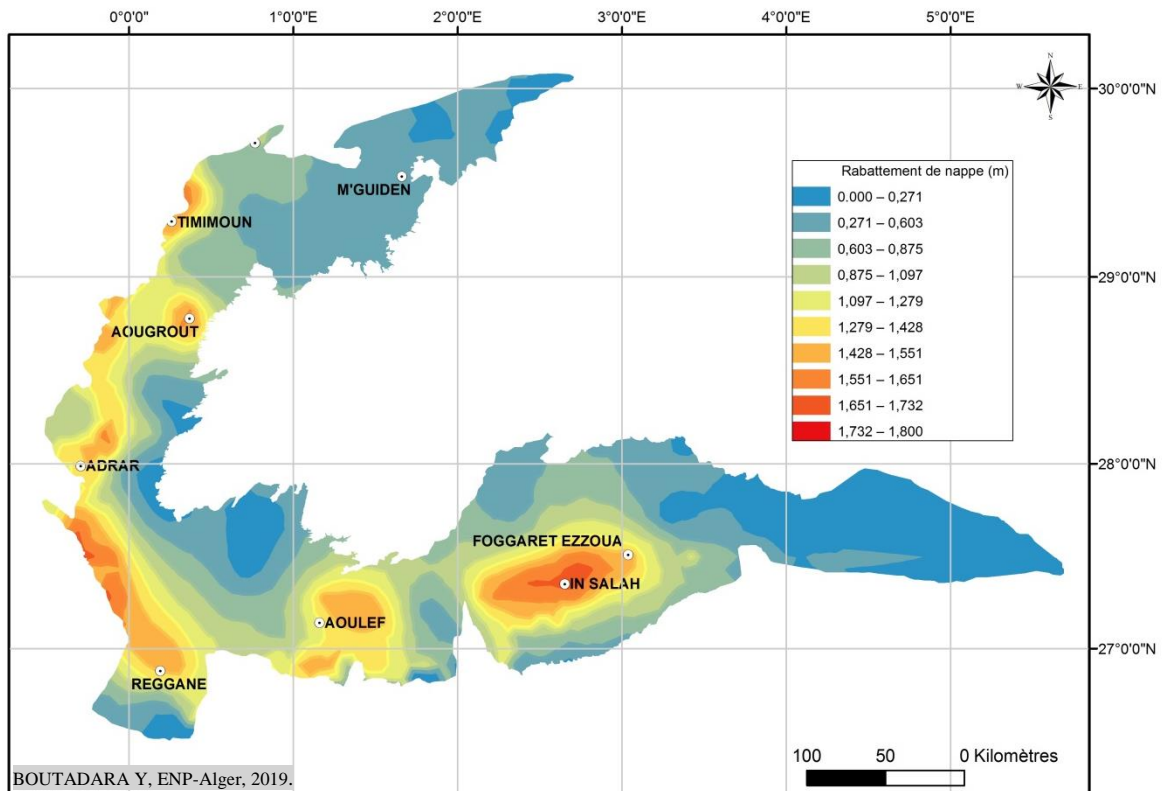 0°0'0"E 1°0'0"E 2°0'0"E 3°0'0"E 4°0'0"E 5°0'0"E
N
W E
S
30°0'0"N
29°0'0"N
28°0'0"N
27°0'0"N
Rabattement de nappe (m)
0.000 – 0,271
0,271 – 0,603
0,603 – 0,875
0,875 – 1,097
1,097 – 1,279
1,279 – 1,428
1,428 – 1,551
1,551 – 1,651
1,651 – 1,732
1,732 – 1,800
M'GUIDEN
TIMIMOUN
AOUGROUT
ADRAR
FOGGARET EZZOUA
IN SALAH
AOULEF
REGGANE
100 50 0 Kilomètres
BOUTADARA Y, ENP-Alger, 2019.